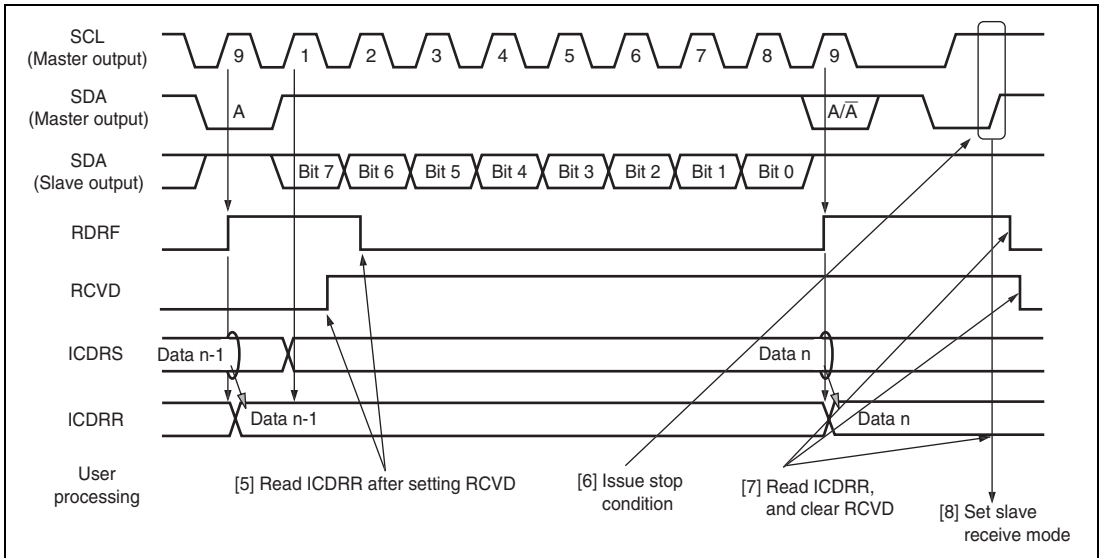 SCL
(Master output)
9 1 2 3 4 5 6 7 8 9
SDA
(Master output)
A A/A̅
SDA
(Slave output)
Bit 7 Bit 6 Bit 5 Bit 4 Bit 3 Bit 2 Bit 1 Bit 0
RDRF
RCVD
ICDRS
Data n-1 Data n
ICDRR
Data n-1 Data n
User
processing
[5] Read ICDRR after setting RCVD
[6] Issue stop
condition
[7] Read ICDRR,
and clear RCVD
[8] Set slave
receive mode